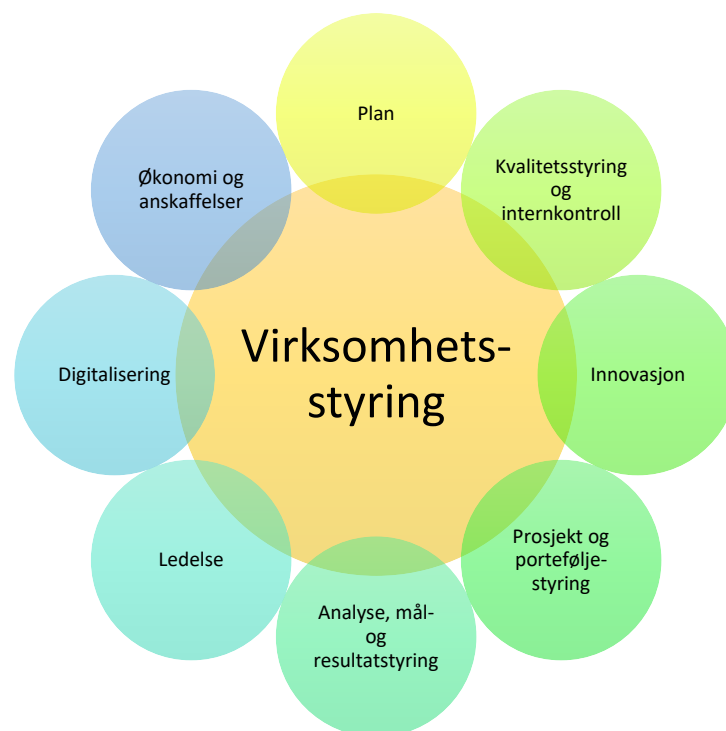 Plan
Kvalitetsstyring
og
internkontroll
Innovasjon
Prosjekt og
portefølje-
styring
Analyse, mål-
og
resultatstyring
Ledelse
Digitalisering
Økonomi og
anskaffelser
Virksomhets-
styring